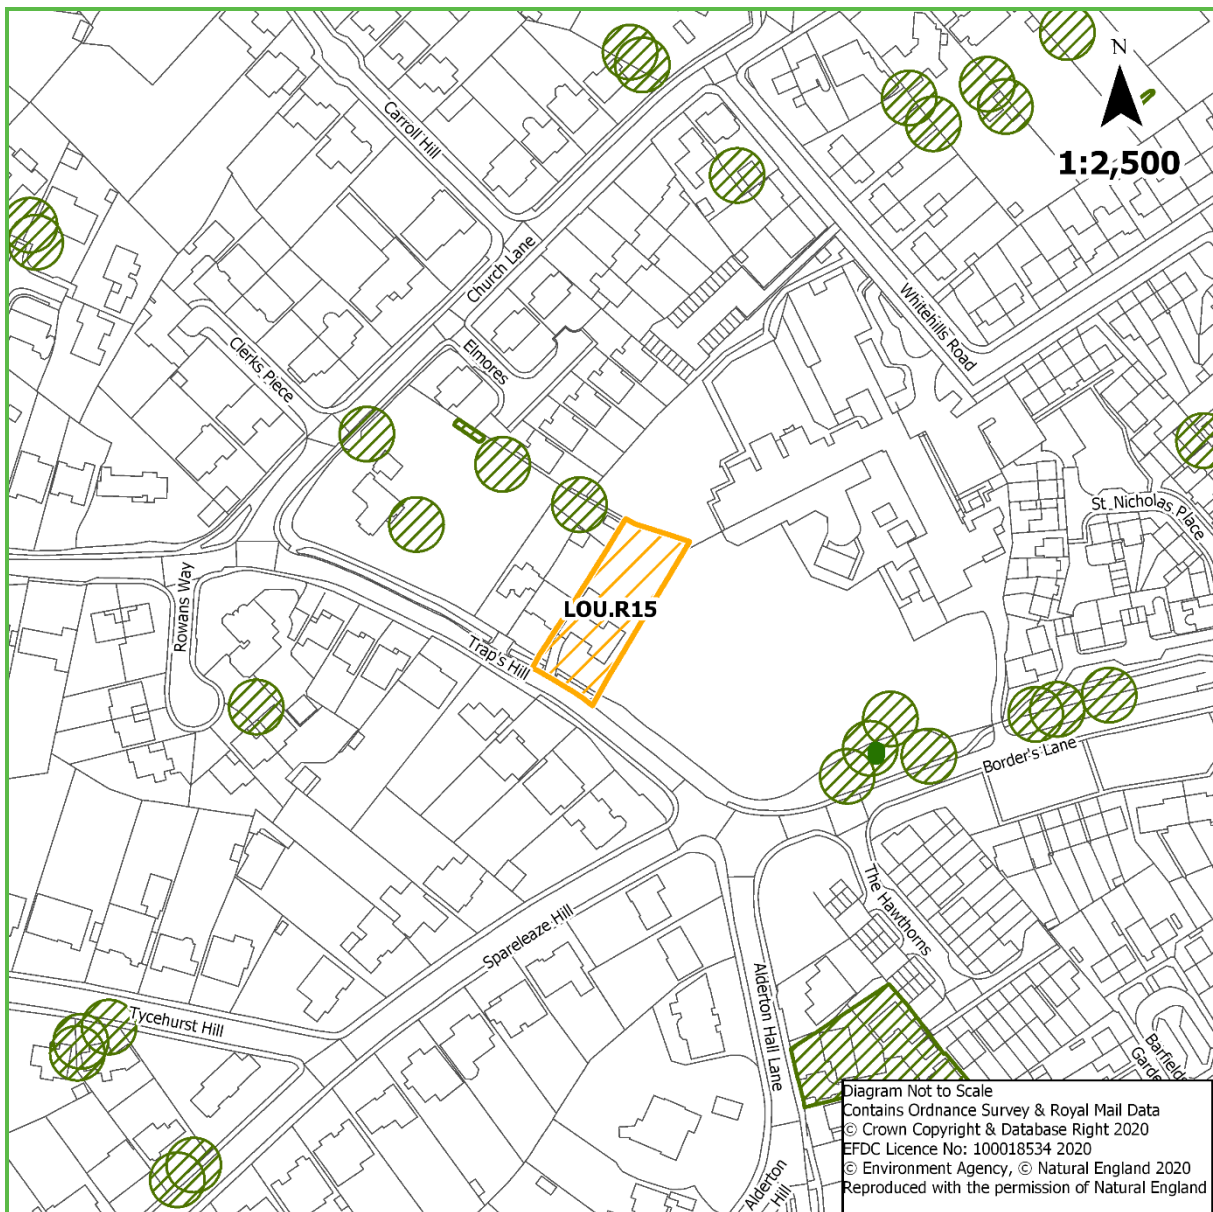 N
1:2,500
Carroll Hill
Church Lane
Whitehills Road
Clerks Piece
Elmores
St Nicholas Place
Rowans Way
LOU.R15
Trap's Hill
Border's Lane
The Hawthorns
Spareleaze Hill
Alderton Hall Lane
Tycehurst Hill
Barfields
Garde
Alderton
Hill
Diagram Not to Scale
Contains Ordnance Survey & Royal Mail Data
© Crown Copyright & Database Right 2020
EFDC Licence No: 100018534 2020
© Environment Agency, © Natural England 2020
Reproduced with the permission of Natural England